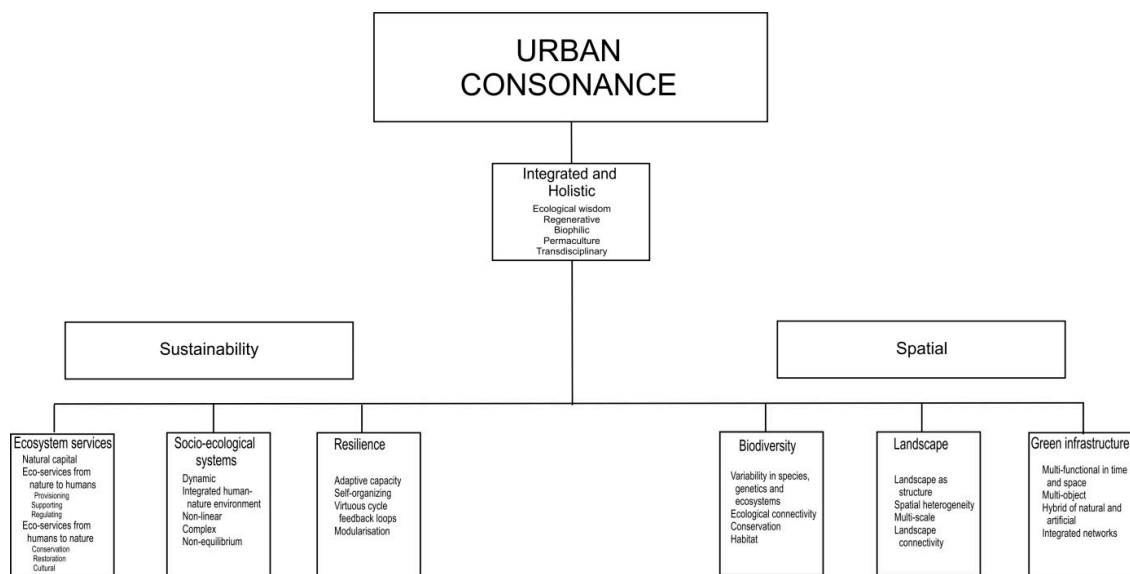 URBAN
CONSONANCE
Integrated and
Holistic
Ecological wisdom
Regenerative
Biophilic
Permaculture
Transdisciplinary
Sustainability
Spatial
Ecosystem services
Natural capital
Eco-services from
nature to humans
Provisioning
Supporting
Regulating
Eco-services from
humans to nature
Conservation
Restoration
Cultural
Socio-ecological
systems
Dynamic
Integrated human-
nature environment
Non-linear
Complex
Non-equilibrium
Resilience
Adaptive capacity
Self-organizing
Virtuous cycle
feedback loops
Modularisation
Biodiversity
Variability in species,
genetics and
ecosystems
Ecological connectivity
Conservation
Habitat
Landscape
Landscape as
structure
Spatial heterogeneity
Multi-scale
Landscape
connectivity
Green infrastructure
Multi-functional in time
and space
Multi-object
Hybrid of natural and
artificial
Integrated networks